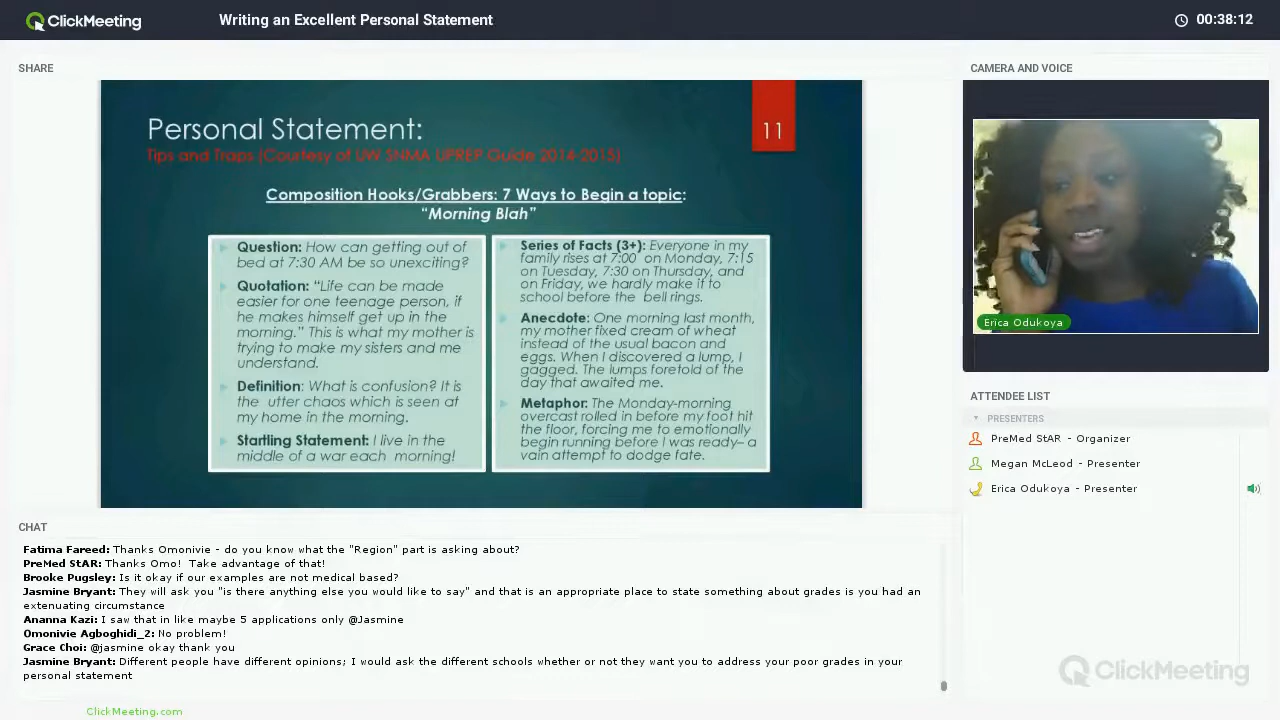 ClickMeeting
Writing an Excellent Personal Statement
00:38:12
SHARE
Personal Statement:
11
Tips and Traps (Courtesy of UW SNMA UPREP Guide 2014-2015)
Composition Hooks/Grabbers: 7 Ways to Begin a topic:
"Morning Blah"
Question: How can getting out of
bed at 7:30 AM be so unexciting?
Quotation: "Life can be made
easier for one teenage person, if
he makes himself get up in the
morning." This is what my mother is
trying to make my sisters and me
understand.
Definition: What is confusion? It is
the utter chaos which is seen at
my home in the morning.
Startling Statement: I live in the
middle of a war each morning!
Series of Facts (3+): Everyone in my
family rises at 7:00 on Monday, 7:15
on Tuesday, 7:30 on Thursday, and
on Friday, we hardly make it to
school before the bell rings.
Anecdote: One morning last month,
my mother fixed cream of wheat
instead of the usual bacon and
eggs. When I discovered a lump, I
gagged. The lumps foretold of the
day that awaited me.
Metaphor: The Monday-morning
overcast rolled in before my foot hit
the floor, forcing me to emotionally
begin running before I was ready– a
vain attempt to dodge fate.
CAMERA AND VOICE
Erica Odukoya
ATTENDEE LIST
PRESENTERS
PreMed StAR - Organizer
Megan McLeod - Presenter
Erica Odukoya - Presenter
CHAT
Fatima Fareed: Thanks Omonivie - do you know what the "Region" part is asking about?
PreMed StAR: Thanks Omo! Take advantage of that!
Brooke Pugsley: Is it okay if our examples are not medical based?
Jasmine Bryant: They will ask you "is there anything else you would like to say" and that is an appropriate place to state something about grades is you had an
extenuating circumstance
Ananna Kazi: I saw that in like maybe 5 applications only @Jasmine
Omonivie Agboghidi_2: No problem!
Grace Choi: @jasmine okay thank you
Jasmine Bryant: Different people have different opinions; I would ask the different schools whether or not they want you to address your poor grades in your
personal statement
ClickMeeting
ClickMeeting.com